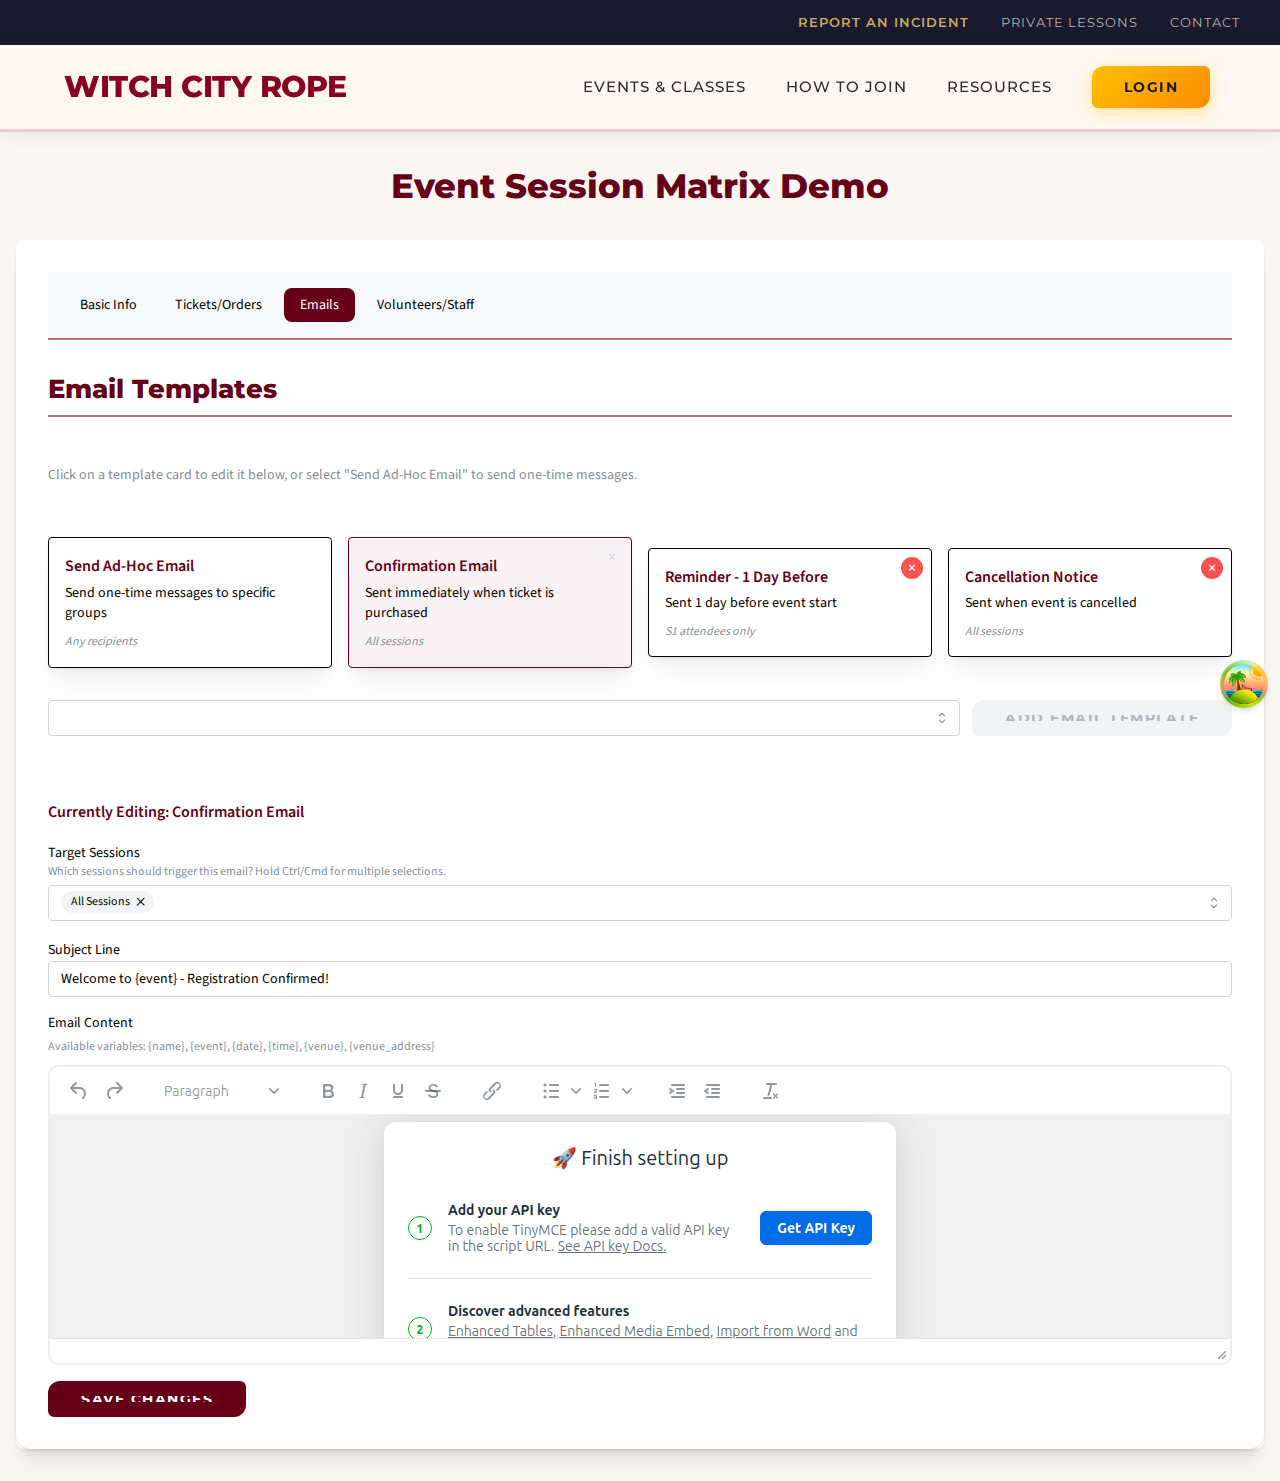 REPORT AN INCIDENT PRIVATE LESSONS CONTACT
WITCH CITY ROPE EVENTS & CLASSES HOW TO JOIN RESOURCES LOGIN
Event Session Matrix Demo
Basic Info Tickets/Orders Emails Volunteers/Staff
Email Templates
Click on a template card to edit it below, or select "Send Ad-Hoc Email" to send one-time messages.
Send Ad-Hoc Email
Send one-time messages to specific
groups
Any recipients
Confirmation Email
Sent immediately when ticket is
purchased
All sessions
Reminder - 1 Day Before
Sent 1 day before event start
S1 attendees only
Cancellation Notice
Sent when event is cancelled
All sessions
ADD EMAIL TEMPLATE
Currently Editing: Confirmation Email
Target Sessions
Which sessions should trigger this email? Hold Ctrl/Cmd for multiple selections.
All Sessions
Subject Line
Welcome to {event} - Registration Confirmed!
Email Content
Available variables: {name}, {event}, {date}, {time}, {venue}, {venue_address}
Paragraph
🚀 Finish setting up
1
Add your API key
To enable TinyMCE please add a valid API key
in the script URL. See API key Docs.
Get API Key
2
Discover advanced features
Enhanced Tables, Enhanced Media Embed, Import from Word and
SAVE CHANGES